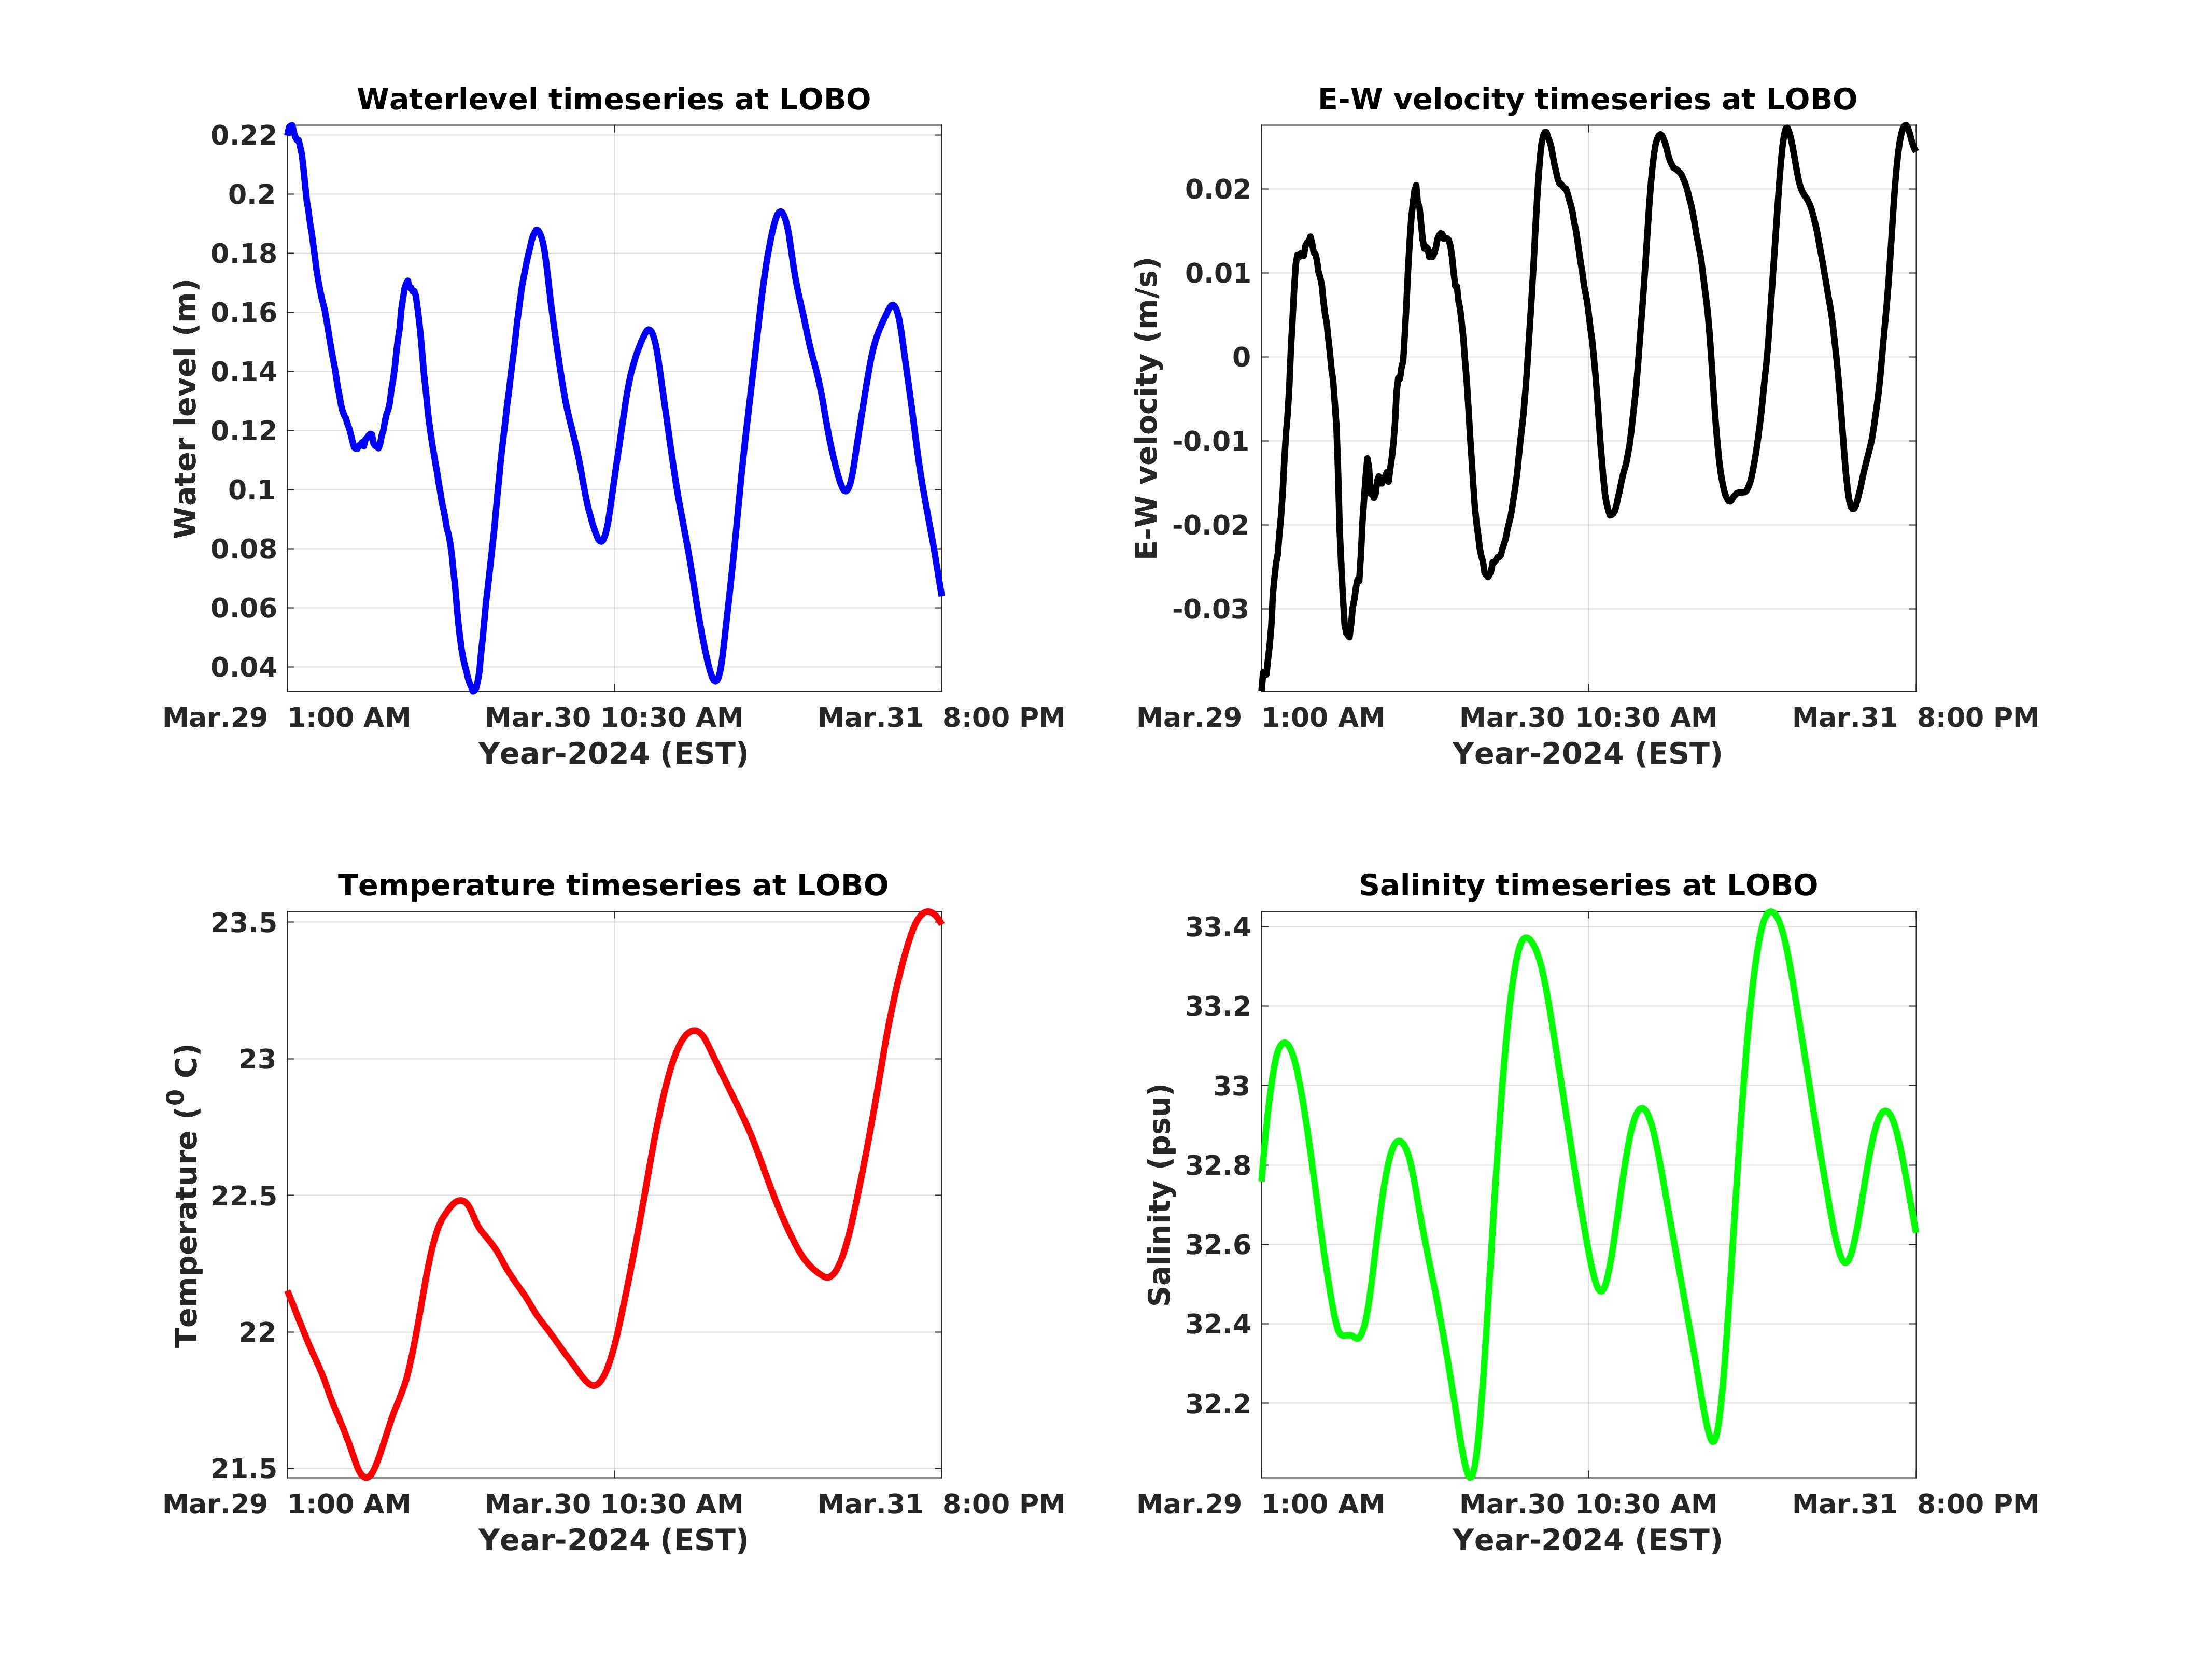 Waterlevel timeseries at LOBO
0.22
0.2
0.18
0.16
0.14
0.12
0.1
0.08
0.06
0.04
Water level (m)
Mar.29 1:00 AM Mar.30 10:30 AM Mar.31 8:00 PM
Year-2024 (EST)
E-W velocity timeseries at LOBO
0.02
0.01
0
-0.01
-0.02
-0.03
E-W velocity (m/s)
Mar.29 1:00 AM Mar.30 10:30 AM Mar.31 8:00 PM
Year-2024 (EST)
Temperature timeseries at LOBO
23.5
23
22.5
22
21.5
Temperature (⁰ C)
Mar.29 1:00 AM Mar.30 10:30 AM Mar.31 8:00 PM
Year-2024 (EST)
Salinity timeseries at LOBO
33.4
33.2
33
32.8
32.6
32.4
32.2
Salinity (psu)
Mar.29 1:00 AM Mar.30 10:30 AM Mar.31 8:00 PM
Year-2024 (EST)